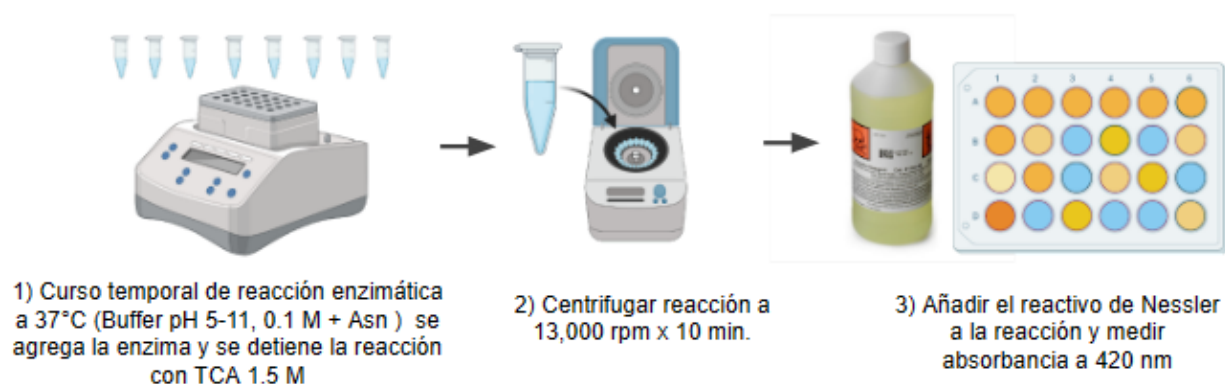 1 2 3 4 5 6
A
B
C
D
1) Curso temporal de reacción enzimática
a 37°C (Buffer pH 5-11, 0.1 M + Asn ) se
agrega la enzima y se detiene la reacción
con TCA 1.5 M
2) Centrifugar reacción a
13,000 rpm x 10 min.
3) Añadir el reactivo de Nessler
a la reacción y medir
absorbancia a 420 nm